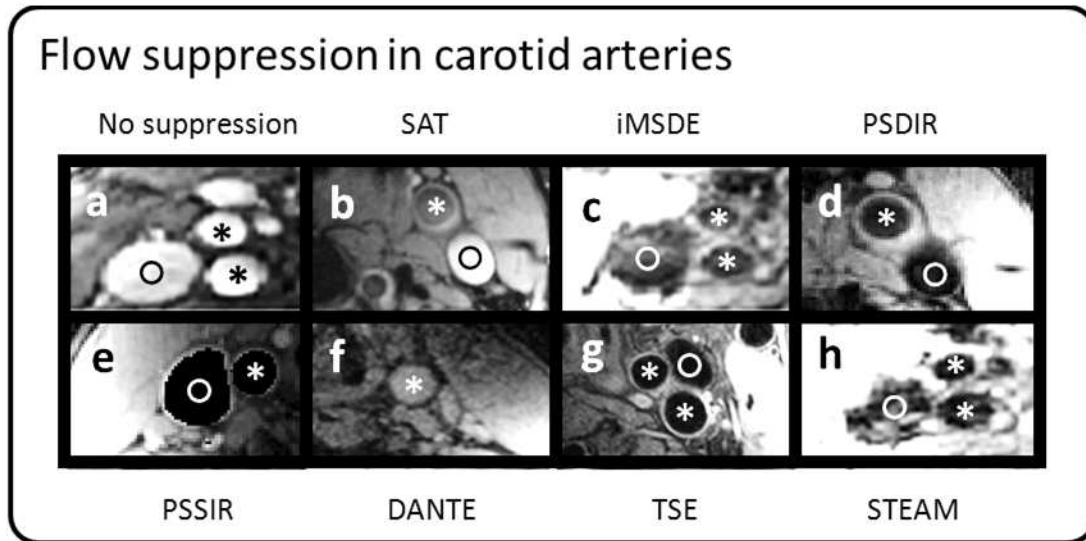 Flow suppression in carotid arteries
No suppression SAT iMSDE PSDIR
a b c d
* * * * * *
e f g h
* * * * * *
PSSIR DANTE TSE STEAM